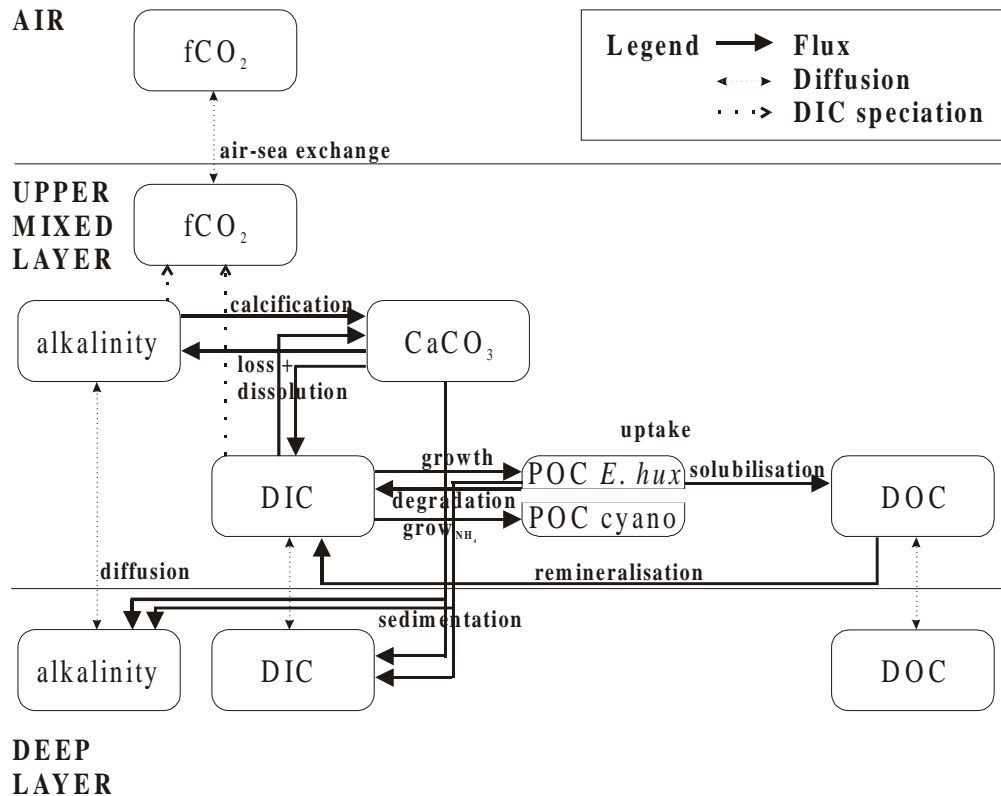 AIR
fCO₂
Legend
Flux
Diffusion
DIC speciation
air-sea exchange
UPPER
MIXED
LAYER
fCO₂
calcification
alkalinity
CaCO₃
loss +
dissolution
uptake
growth
POC E. hux
solubilisation
DIC
degradation
DOC
POC cyano
grow NH₄
diffusion
remineralisation
sedimentation
alkalinity
DIC
DOC
DEEP
LAYER